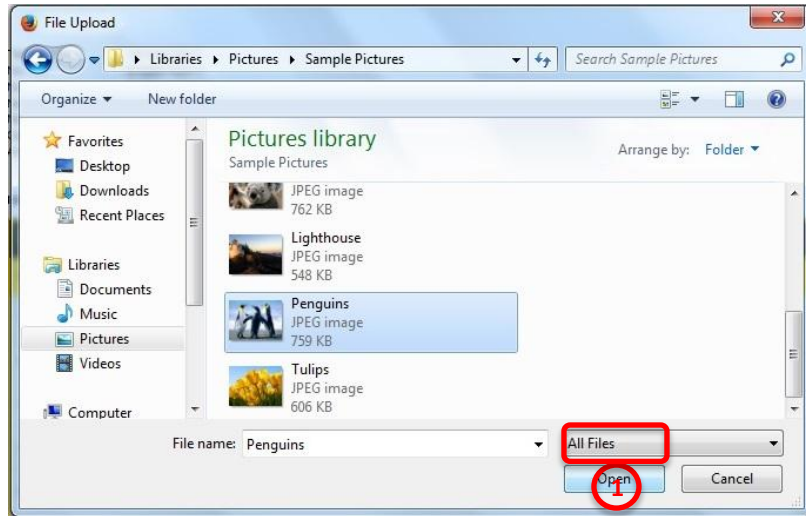 File Upload
Libraries Pictures Sample Pictures
Search Sample Pictures
Organize New folder
Favorites
Desktop
Downloads
Recent Places
Libraries
Documents
Music
Pictures
Videos
Computer
Pictures library
Sample Pictures
Arrange by: Folder
JPEG image
762 KB
Lighthouse
JPEG image
548 KB
Penguins
JPEG image
759 KB
Tulips
JPEG image
606 KB
File name: Penguins
All Files
Open
1
Cancel